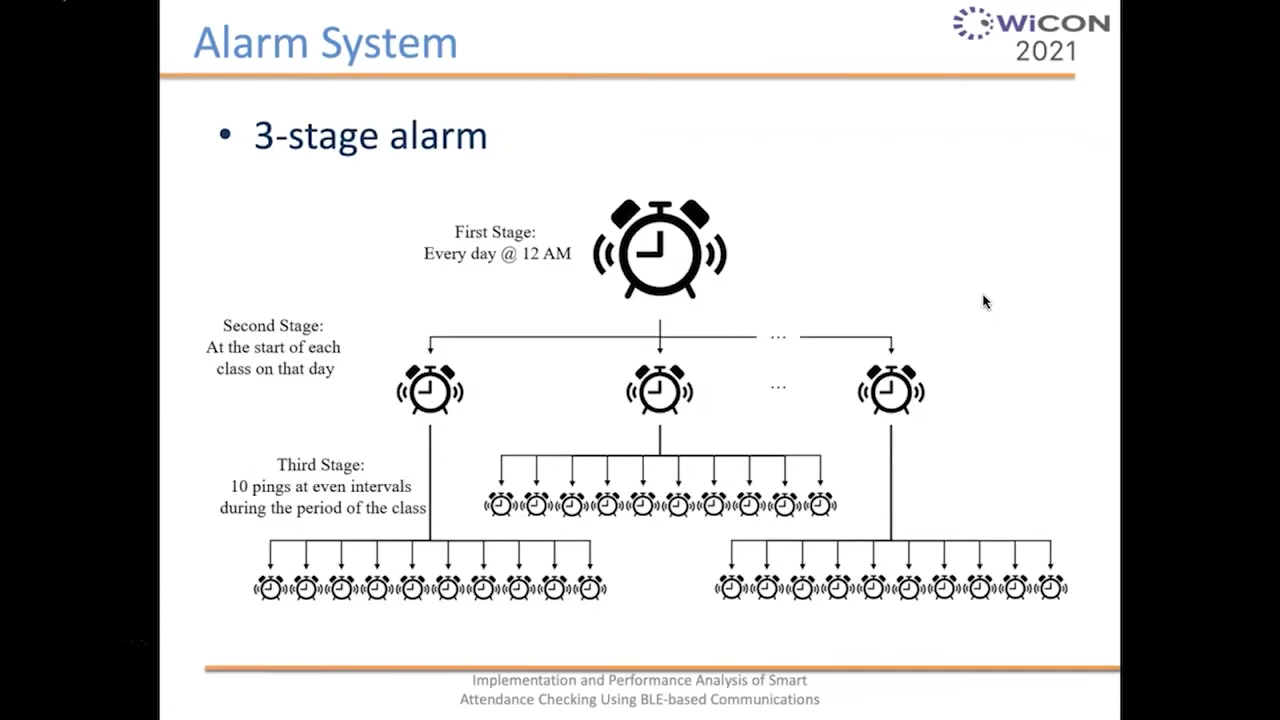 Alarm System
WiCON
2021
• 3-stage alarm
First Stage:
Every day @ 12 AM
Second Stage:
At the start of each
class on that day
...
...
Third Stage:
10 pings at even intervals
during the period of the class
Implementation and Performance Analysis of Smart
Attendance Checking Using BLE-based Communications